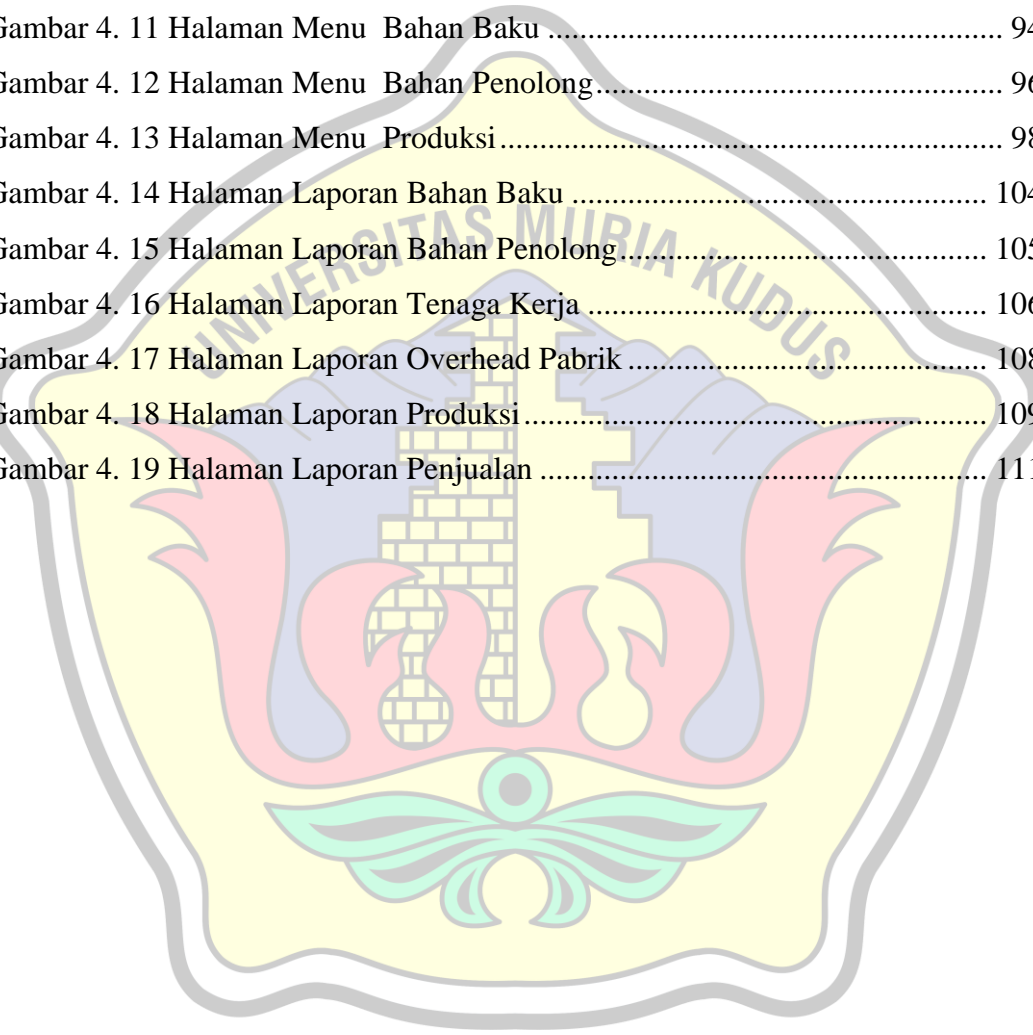 Gambar 4. 11 Halaman Menu  Bahan Baku ........................................................ 94
Gambar 4. 12 Halaman Menu  Bahan Penolong.................................................. 96
Gambar 4. 13 Halaman Menu  Produksi.............................................................. 98
Gambar 4. 14 Halaman Laporan Bahan Baku ................................................... 104
Gambar 4. 15 Halaman Laporan Bahan Penolong............................................. 105
Gambar 4. 16 Halaman Laporan Tenaga Kerja ................................................. 106
Gambar 4. 17 Halaman Laporan Overhead Pabrik ............................................ 108
Gambar 4. 18 Halaman Laporan Produksi......................................................... 109
Gambar 4. 19 Halaman Laporan Penjualan ....................................................... 111
UNIVERSITAS MURIA KUDUS